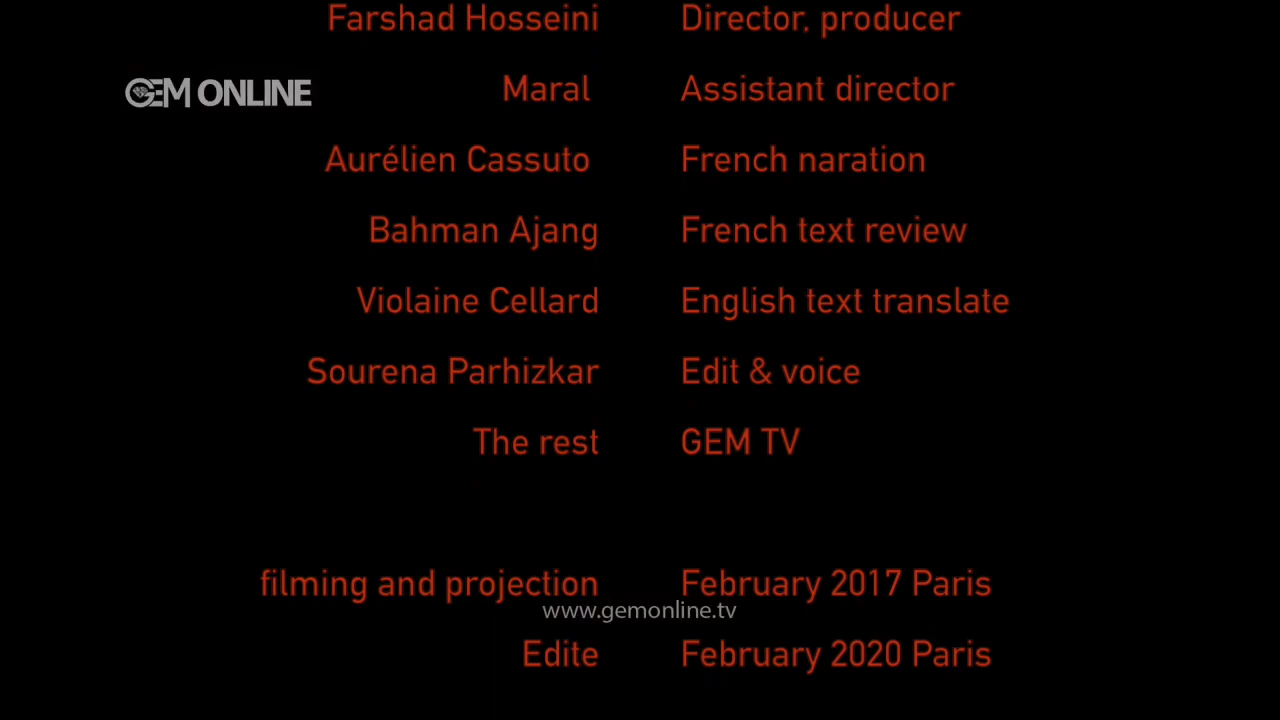 Farshad Hosseini Director, producer
GEM ONLINE
Maral Assistant director
Aurélien Cassuto French naration
Bahman Ajang French text review
Violaine Cellard English text translate
Sourena Parhizkar Edit & voice
The rest GEM TV
filming and projection February 2017 Paris
www.gemonline.tv
Edite February 2020 Paris